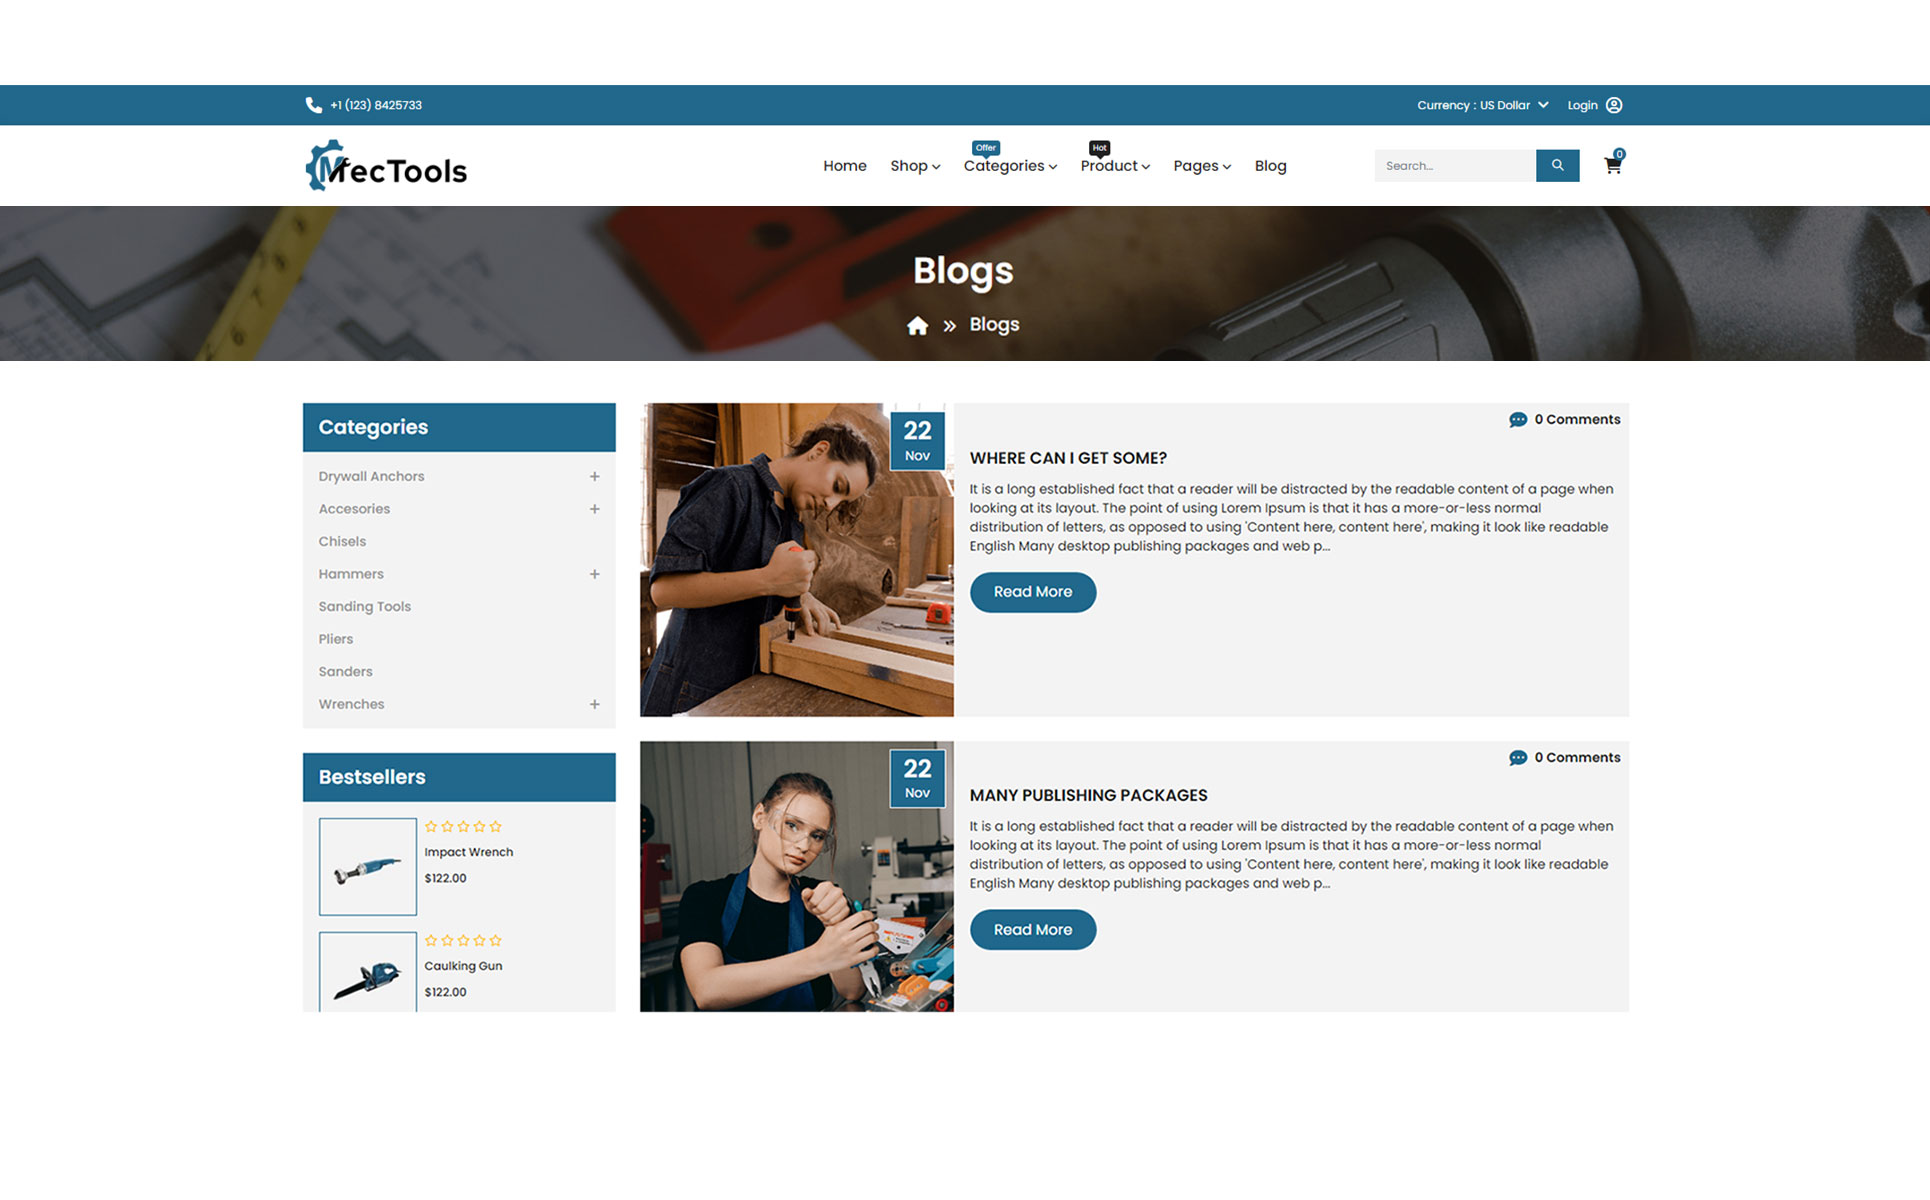 +1 (123) 8425733
Currency : US Dollar
Login
MecTools
Home
Shop
Offer
Categories
Hot
Product
Pages
Blog
Search...
0
Blogs
» Blogs
Categories
Drywall Anchors +
Accesories +
Chisels
Hammers +
Sanding Tools
Pliers
Sanders
Wrenches +
Bestsellers
Impact Wrench
$122.00
Caulking Gun
$122.00
22
Nov
0 Comments
WHERE CAN I GET SOME?
It is a long established fact that a reader will be distracted by the readable content of a page when
looking at its layout. The point of using Lorem Ipsum is that it has a more-or-less normal
distribution of letters, as opposed to using 'Content here, content here', making it look like readable
English Many desktop publishing packages and web p...
Read More
22
Nov
0 Comments
MANY PUBLISHING PACKAGES
It is a long established fact that a reader will be distracted by the readable content of a page when
looking at its layout. The point of using Lorem Ipsum is that it has a more-or-less normal
distribution of letters, as opposed to using 'Content here, content here', making it look like readable
English Many desktop publishing packages and web p...
Read More